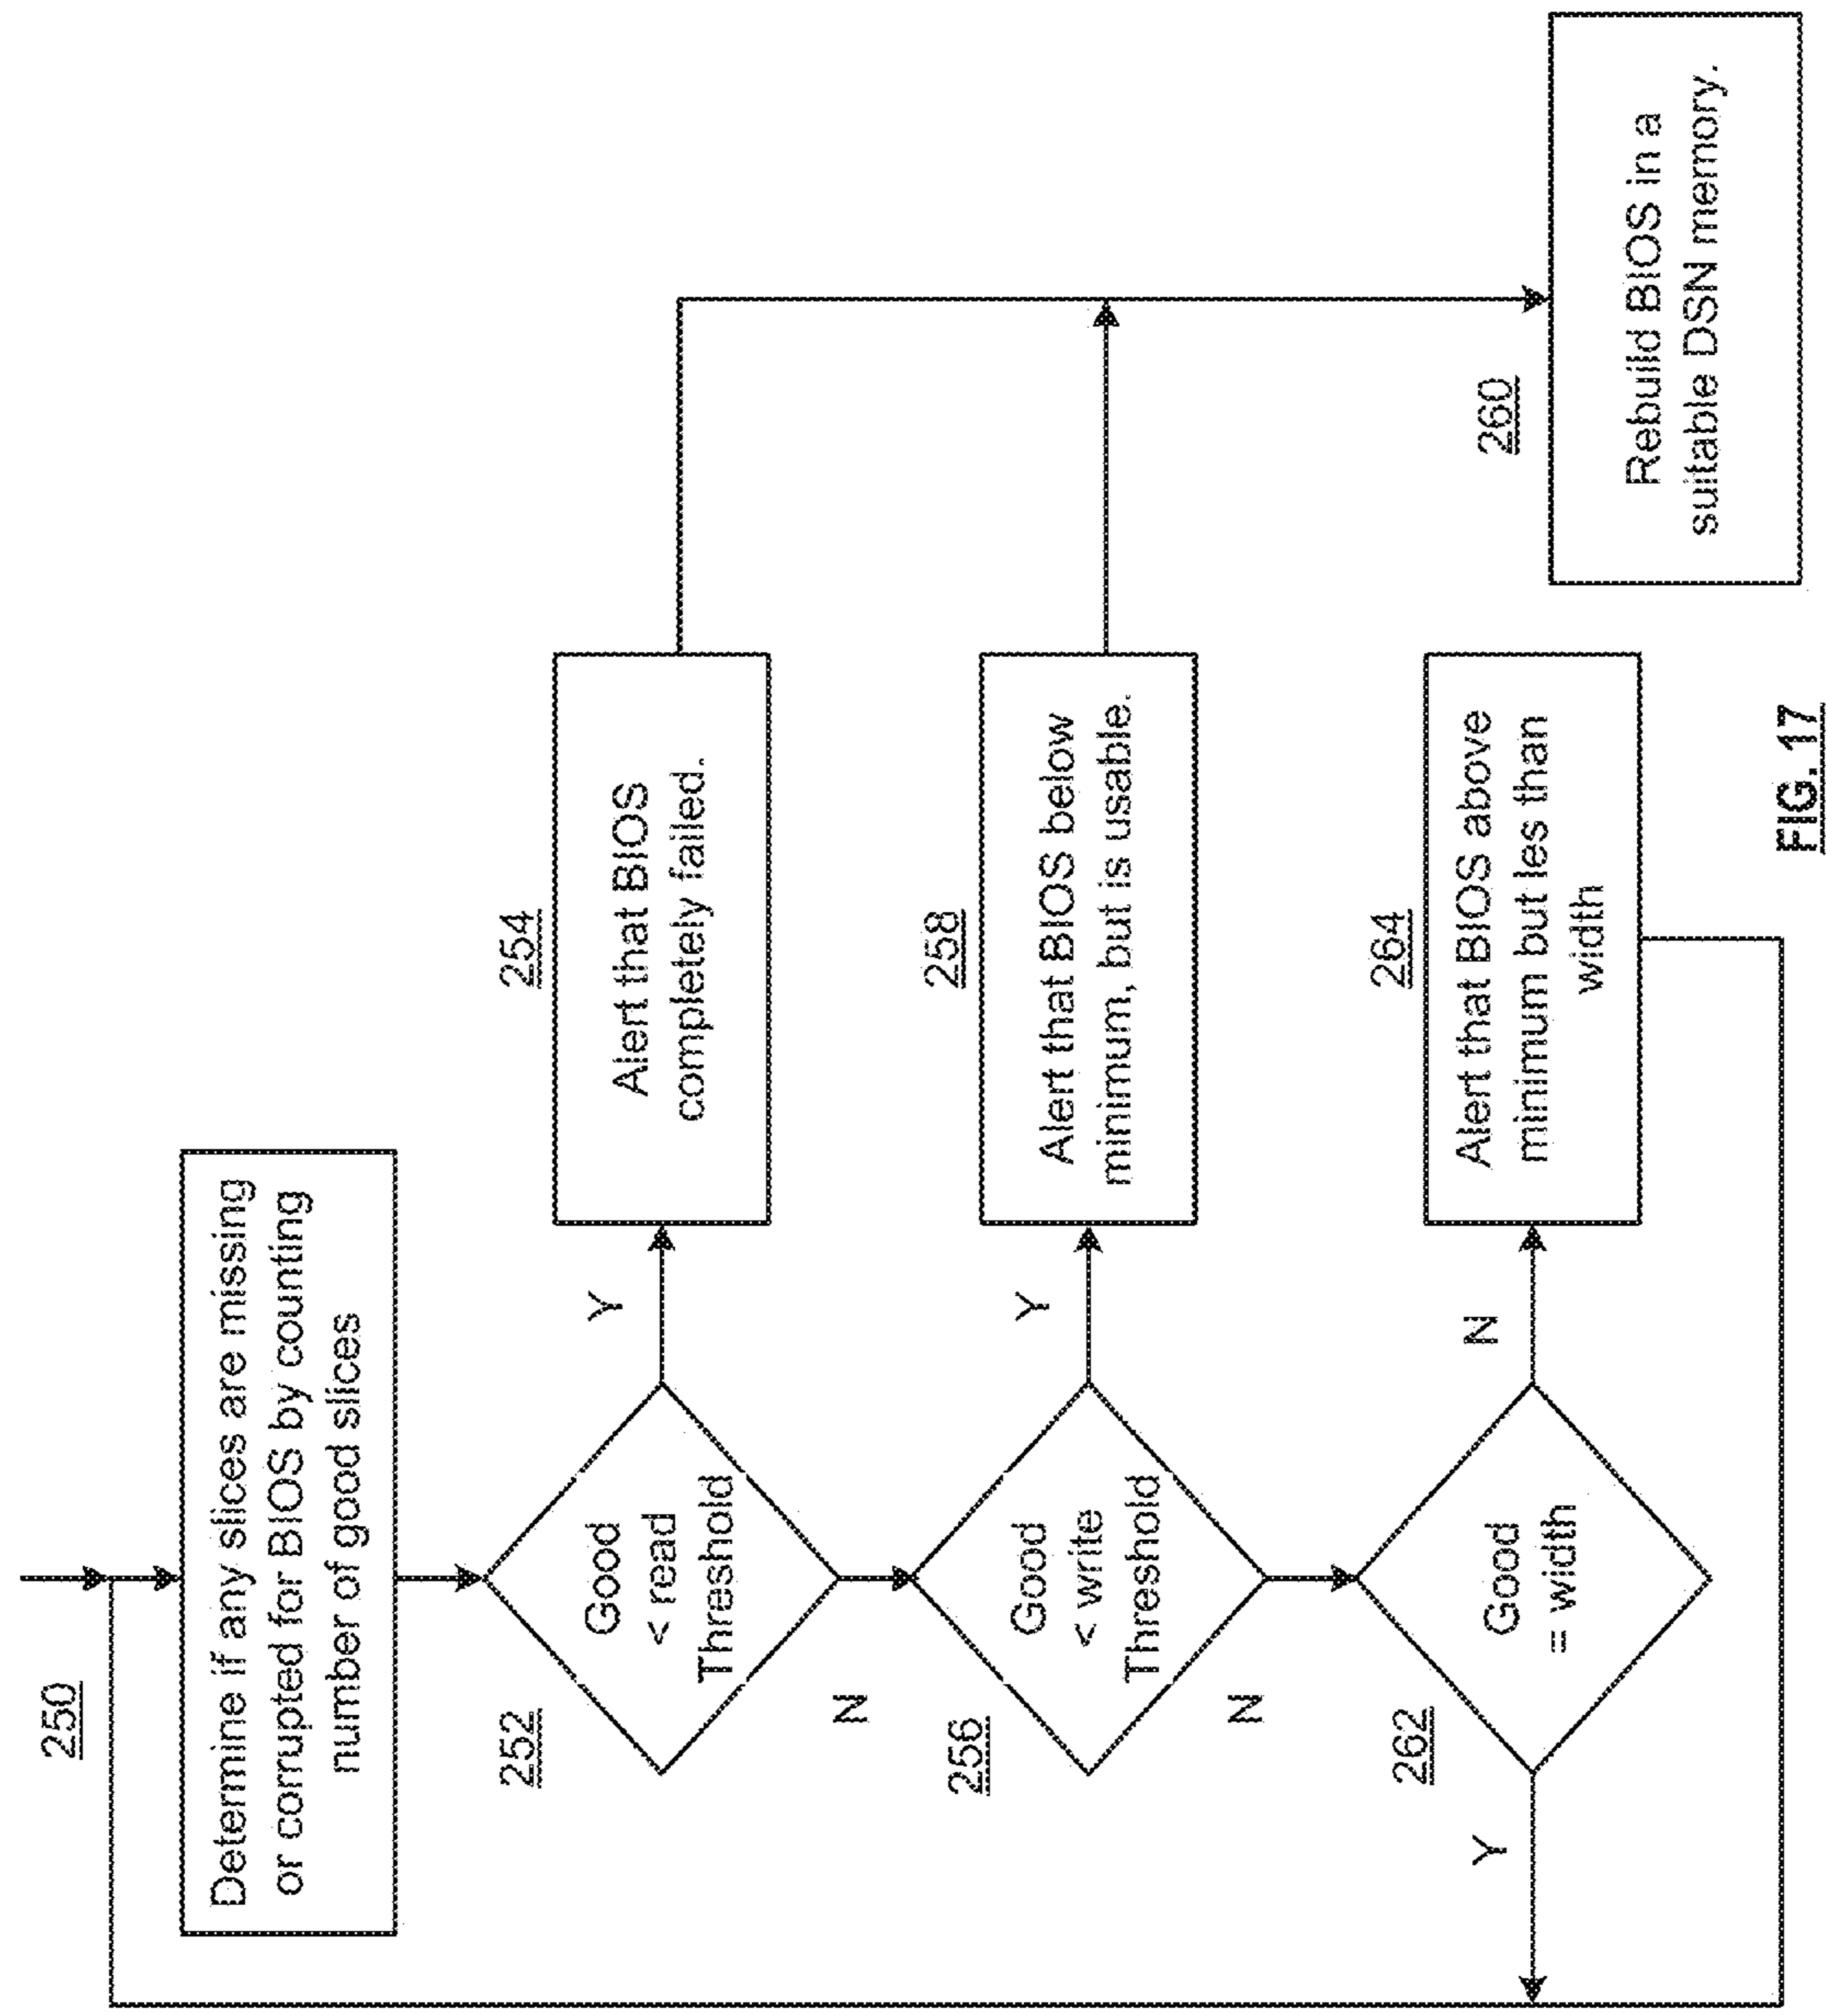 250
Determine if any slices are missing
or corrupted for BIOS by counting
number of good slices
252
Good
< read
Threshold
Y
N
254
Alert that BIOS
completely failed.
256
Good
< write
Threshold
Y
N
258
Alert that BIOS below
minimum, but is usable.
262
Good
= width
Y
N
264
Alert that BIOS above
minimum but less than
width
260
Rebuild BIOS in a
suitable DSN memory.
FIG. 17